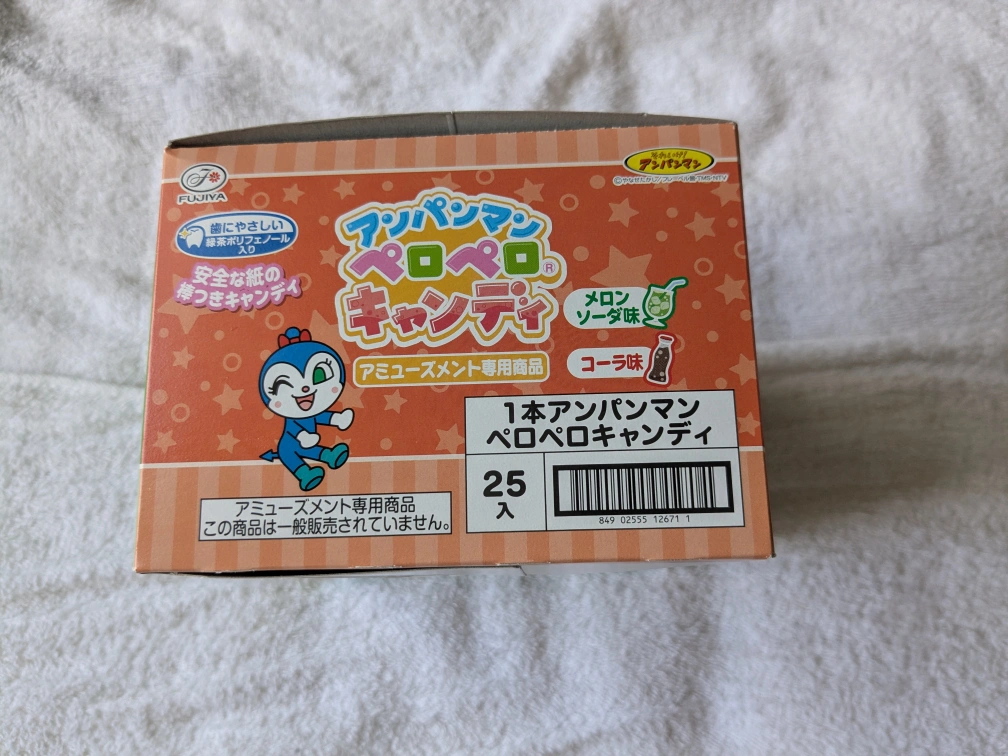 FUJIYA
それいけ!
アンパンマン
©やなせたかし/フレーベル館・TMS・NTV
歯にやさしい
緑茶ポリフェノール
入り
安全な紙の
棒つきキャンディ
アンパンマン
ペロペロ®
キャンディ
アミューズメント専用商品
メロン
ソーダ味
コーラ味
1本アンパンマン
ペロペロキャンディ
25
入
849 02555 12671 1
アミューズメント専用商品
この商品は一般販売されていません。